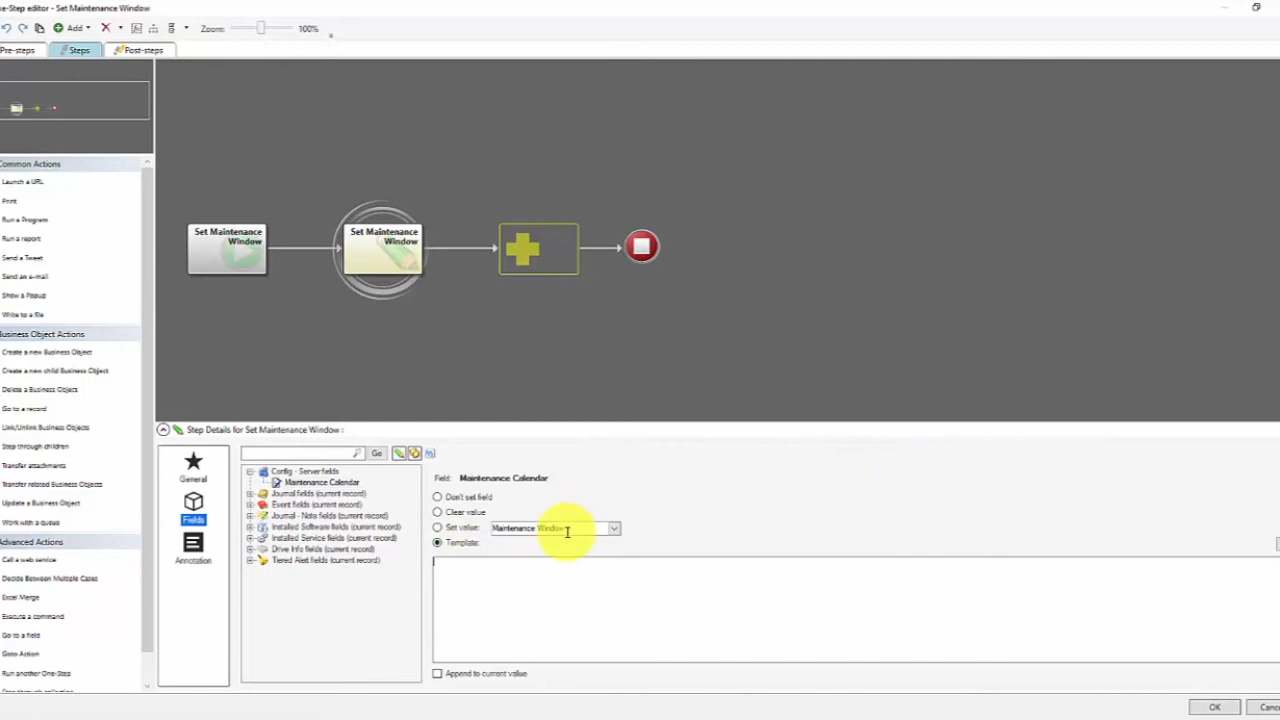 e-Step editor - Set Maintenance Window
Add
Zoom:
100%
Pre-steps
Steps
Post-steps
Common Actions
Launch a URL
Print
Run a Program
Run a report
Send a Tweet
Send an e-mail
Show a Popup
Write to a file
Business Object Actions
Create a new Business Object
Create a new child Business Object
Delete a Business Object
Go to a record
Link/Unlink Business Objects
Step through children
Transfer attachments
Transfer related Business Objects
Update a Business Object
Work with a queue
Advanced Actions
Call a web service
Decide Between Multiple Cases
Excel Merge
Execute a command
Go to a field
Goto Action
Run another One-Step
Step through collection
Set Maintenance
Window
Set Maintenance
Window
Step Details for Set Maintenance Window :
General
Fields
Annotation
Go
Config - Server fields
Maintenance Calendar
Journal fields (current record)
Event fields (current record)
Journal - Note fields (current record)
Installed Software fields (current record)
Installed Service fields (current record)
Drive Info fields (current record)
Tiered Alert fields (current record)
Field: Maintenance Calendar
Don't set field
Clear value
Set value: Maintenance Window
Template:
Append to current value
OK
Cance